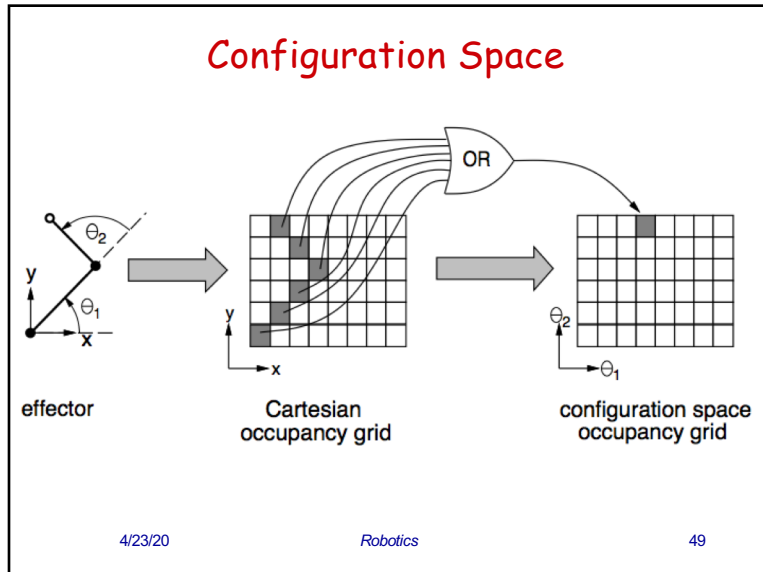 Configuration Space
OR
θ2
y
θ1
x
y
x
θ2
θ1
effector
Cartesian
occupancy grid
configuration space
occupancy grid
4/23/20
Robotics
49